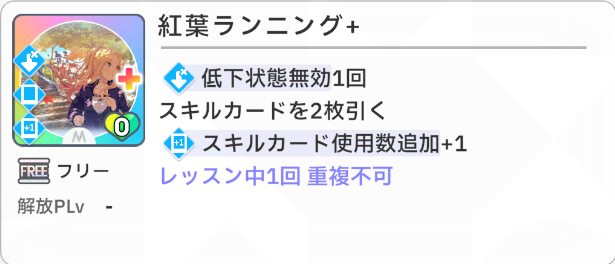 紅葉ランニング+
低下状態無効1回
スキルカードを2枚引く
+1 スキルカード使用数追加+1
レッスン中1回 重複不可
+1
M
0
FREE フリー
解放PLv -